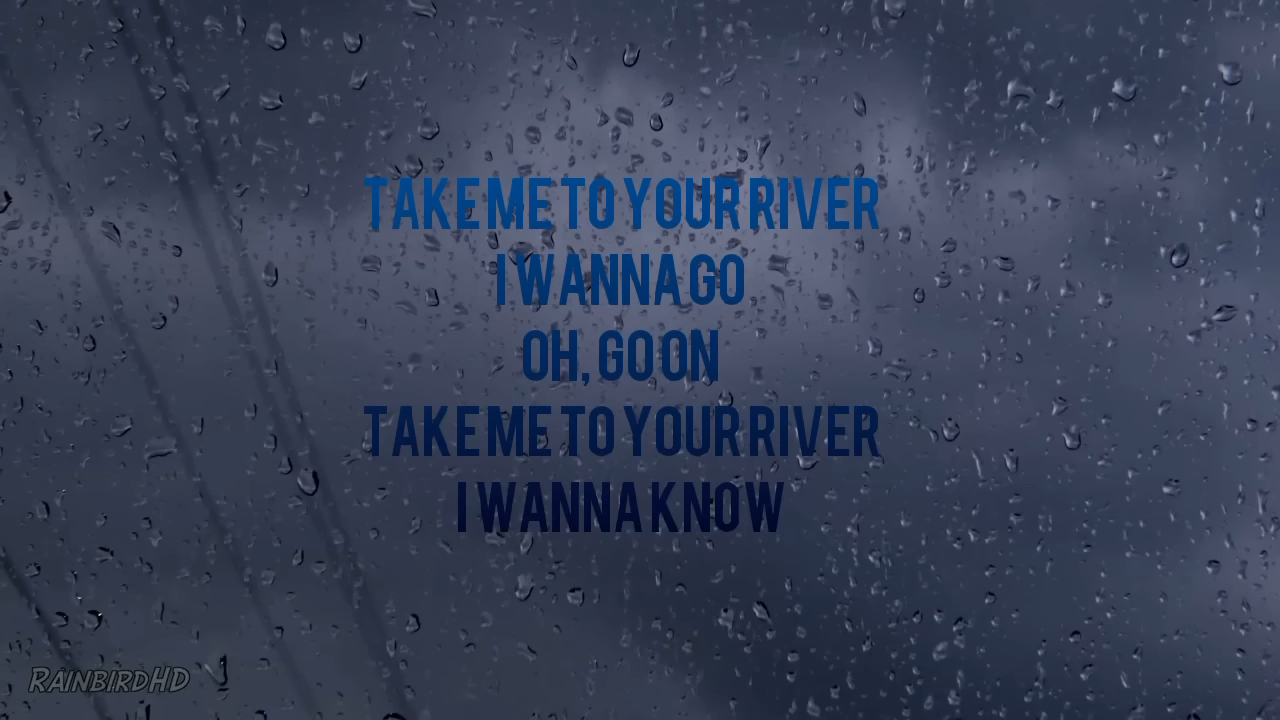 TAKE ME TO YOUR RIVER
I WANNA GO
OH, GO ON
TAKE ME TO YOUR RIVER
I WANNA KNOW
RAINBIRDHD